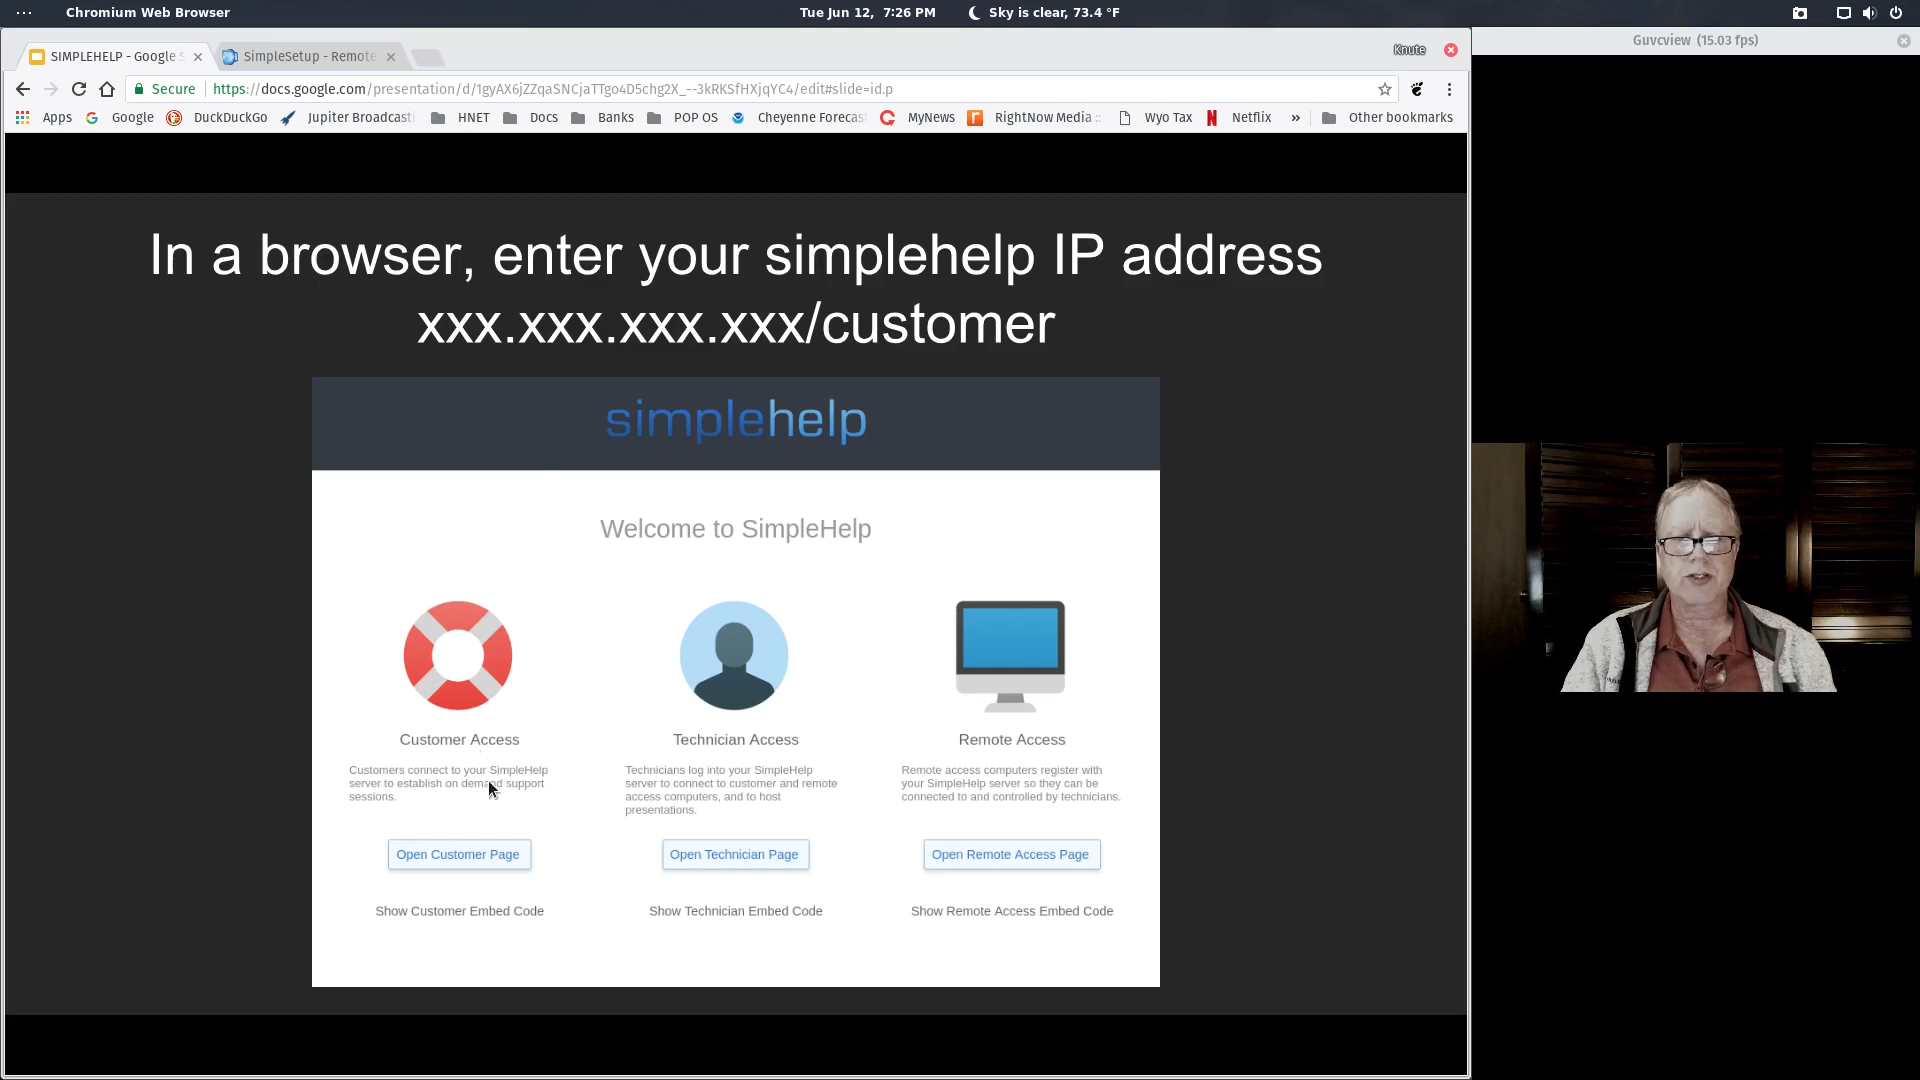 Chromium Web Browser
Tue Jun 12, 7:26 PM
Sky is clear, 73.4 °F
SIMPLEHELP - Google S
SimpleSetup - Remote
Knute
Guvcview (15.03 fps)
Secure
https://docs.google.com/presentation/d/1gyAX6jZZqaSNCjaTTgo4D5chg2X_--3kRKSfHXjqYC4/edit#slide=id.p
Apps
Google
DuckDuckGo
Jupiter Broadcasti
HNET
Docs
Banks
POP OS
Cheyenne Forecas
MyNews
RightNow Media ::
Wyo Tax
Netflix
»
Other bookmarks
In a browser, enter your simplehelp IP address
xxx.xxx.xxx.xxx/customer
simplehelp
Welcome to SimpleHelp
Customer Access
Customers connect to your SimpleHelp
server to establish on demand support
sessions.
Open Customer Page
Show Customer Embed Code
Technician Access
Technicians log into your SimpleHelp
server to connect to customer and remote
access computers, and to host
presentations.
Open Technician Page
Show Technician Embed Code
Remote Access
Remote access computers register with
your SimpleHelp server so they can be
connected to and controlled by technicians.
Open Remote Access Page
Show Remote Access Embed Code